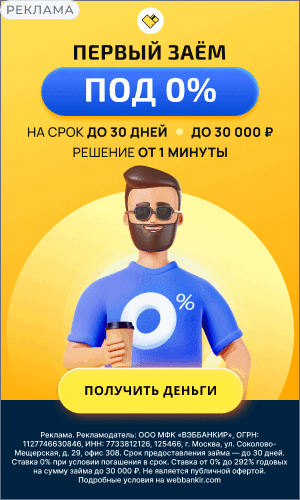 РЕКЛАМА
ПЕРВЫЙ ЗАЁМ
ПОД 0%
НА СРОК ДО 30 ДНЕЙ ДО 30 000 ₽
РЕШЕНИЕ ОТ 1 МИНУТЫ
0%
ПОЛУЧИТЬ ДЕНЬГИ
Реклама. Рекламодатель: ООО МФК «ВЭББАНКИР», ОГРН:
1127746630846, ИНН: 7733812126, 125466, г. Москва, ул. Соколово-
Мещерская, д. 29, офис 308. Срок предоставления займа — до 30 дней.
Ставка 0% при условии погашения в срок. Ставка от 0% до 292% годовых
на сумму займа до 30 000 ₽. Не является публичной офертой.
Подробные условия на webbankir.com